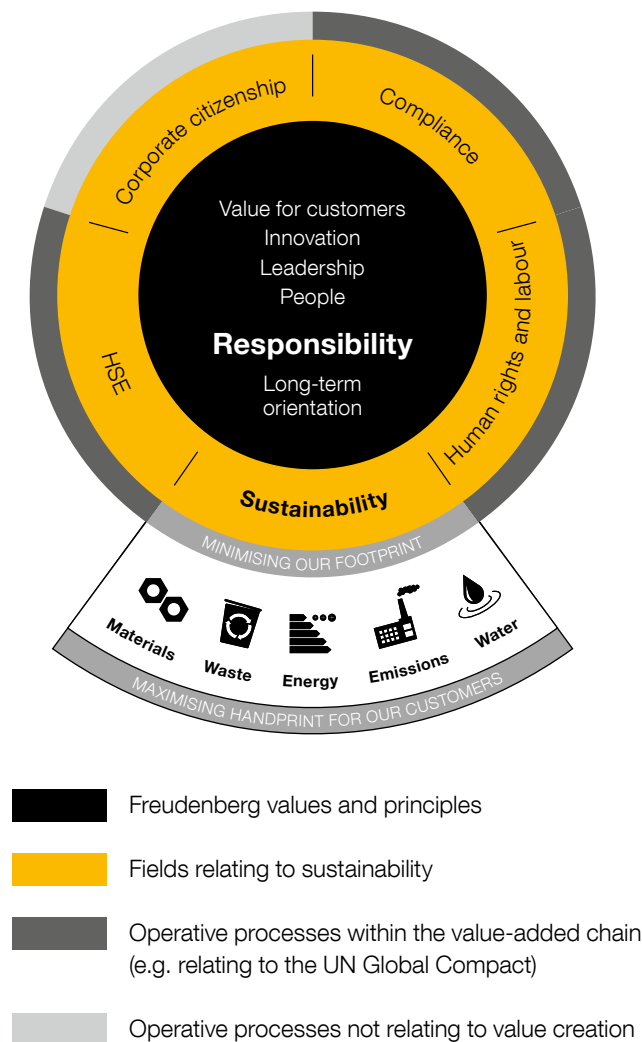 Corporate citizenship
Compliance
Value for customers
Innovation
Leadership
People
Responsibility
Long-term
orientation
HSE
Human rights and labour
Sustainability
MINIMISING OUR FOOTPRINT
Materials
Waste
Energy
Emissions
Water
MAXIMISING HANDPRINT FOR OUR CUSTOMERS
Freudenberg values and principles
Fields relating to sustainability
Operative processes within the value-added chain
(e.g. relating to the UN Global Compact)
Operative processes not relating to value creation